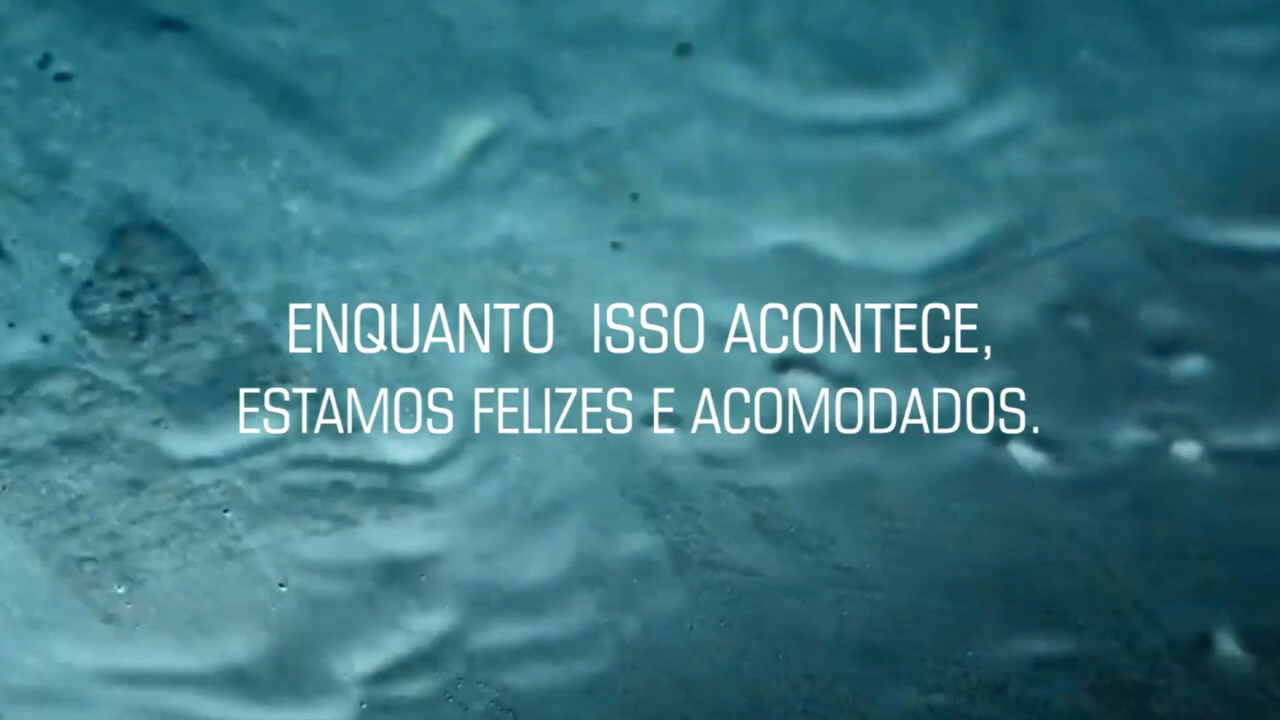 ENQUANTO  ISSO ACONTECE,
ESTAMOS FELIZES E ACOMODADOS.